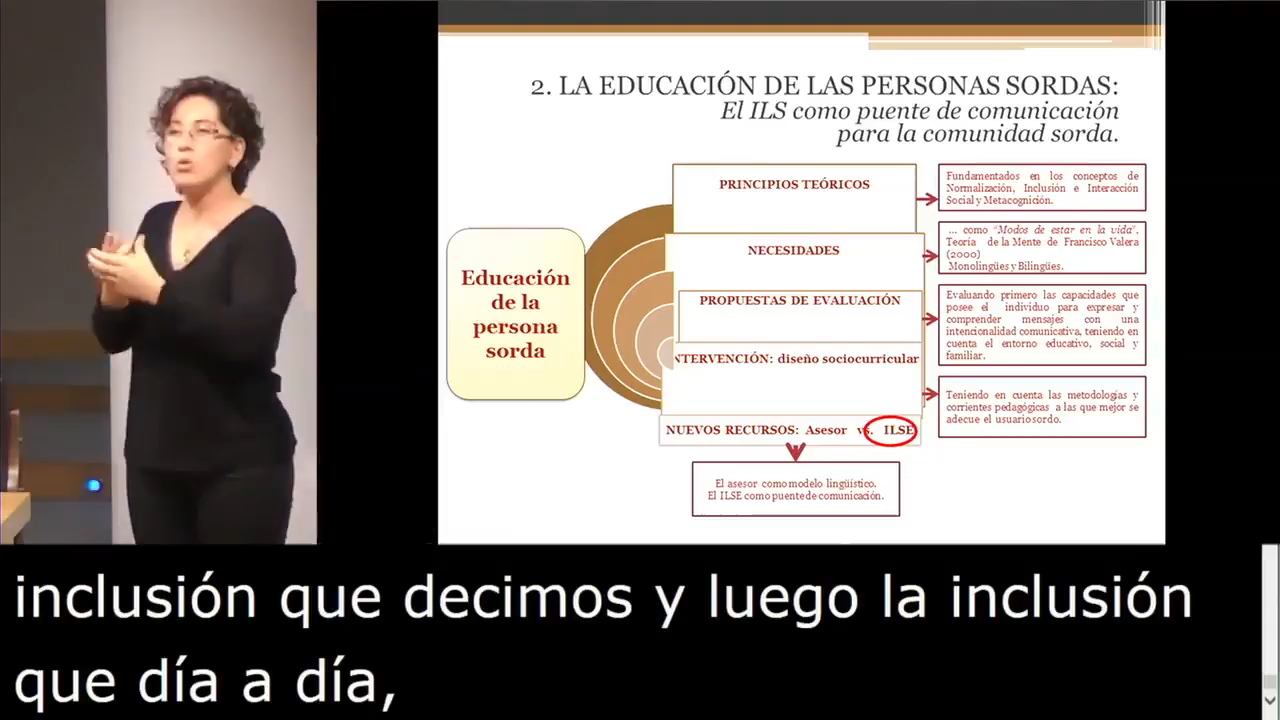 2. LA EDUCACIÓN DE LAS PERSONAS SORDAS:
El ILS como puente de comunicación
para la comunidad sorda.
Educación
de la
persona
sorda
PRINCIPIOS TEÓRICOS
Fundamentados en los conceptos de
Normalización, Inclusión e Interacción
Social y Metacognición.
NECESIDADES
... como "Modos de estar en la vida",
Teoría de la Mente de Francisco Valera
(2000)
Monolingües y Bilingües.
PROPUESTAS DE EVALUACIÓN
Evaluando primero las capacidades que
posee el individuo para expresar y
comprender mensajes con una
intencionalidad comunicativa, teniendo en
cuenta el entorno educativo, social y
familiar.
NTERVENCIÓN: diseño sociocurricular
Teniendo en cuenta las metodologías y
corrientes pedagógicas a las que mejor se
adecue el usuario sordo.
NUEVOS RECURSOS: Asesor vs. ILSE
El asesor como modelo lingüístico.
El ILSE como puente de comunicación.
inclusión que decimos y luego la inclusión
que día a día,